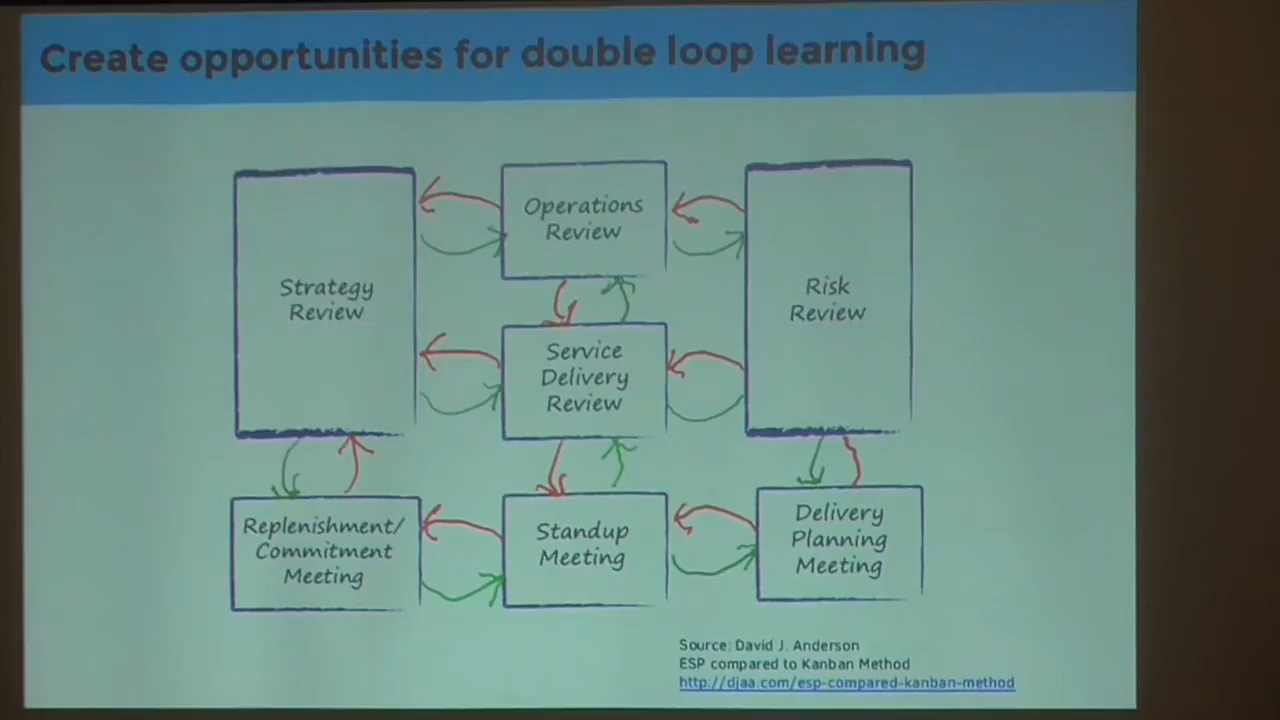 Create opportunities for double loop learning
Operations
Review
Strategy
Review
Risk
Review
Service
Delivery
Review
Replenishment/
Commitment
Meeting
Standup
Meeting
Delivery
Planning
Meeting
Source: David J. Anderson
ESP compared to Kanban Method
http://djaa.com/esp-compared-kanban-method